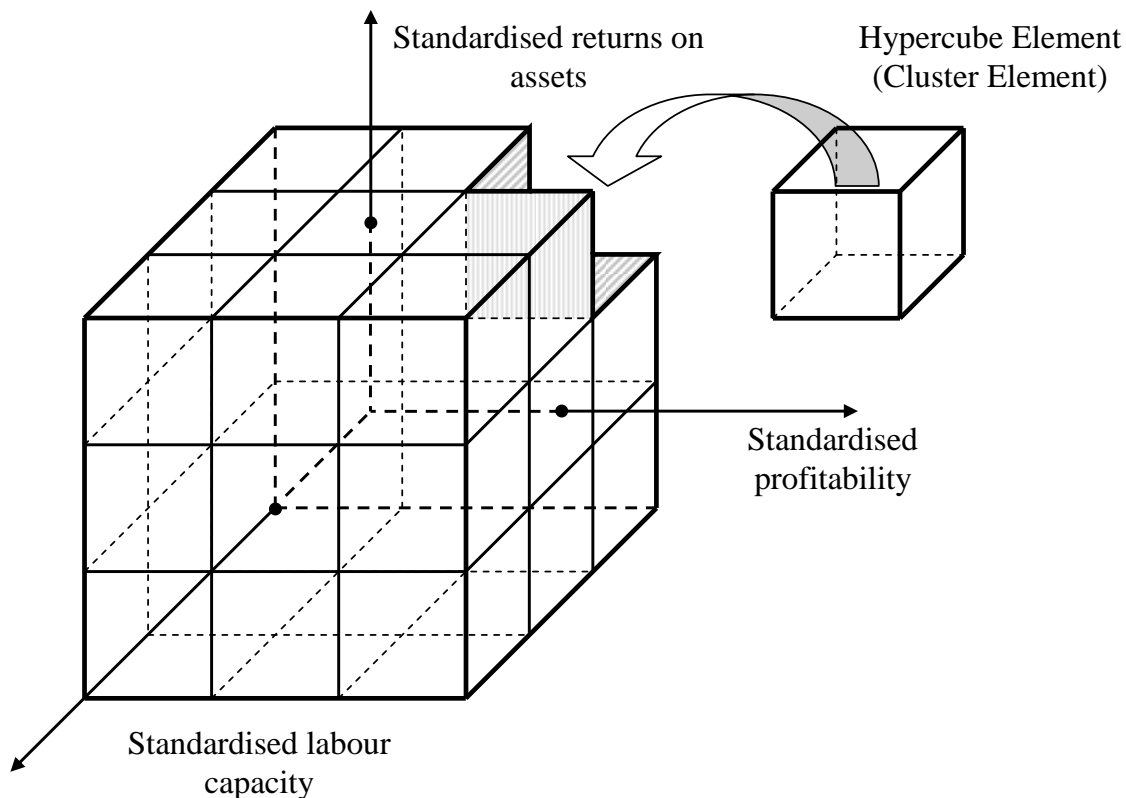 Standardised returns on
assets
Hypercube Element
(Cluster Element)
Standardised
profitability
Standardised labour
capacity